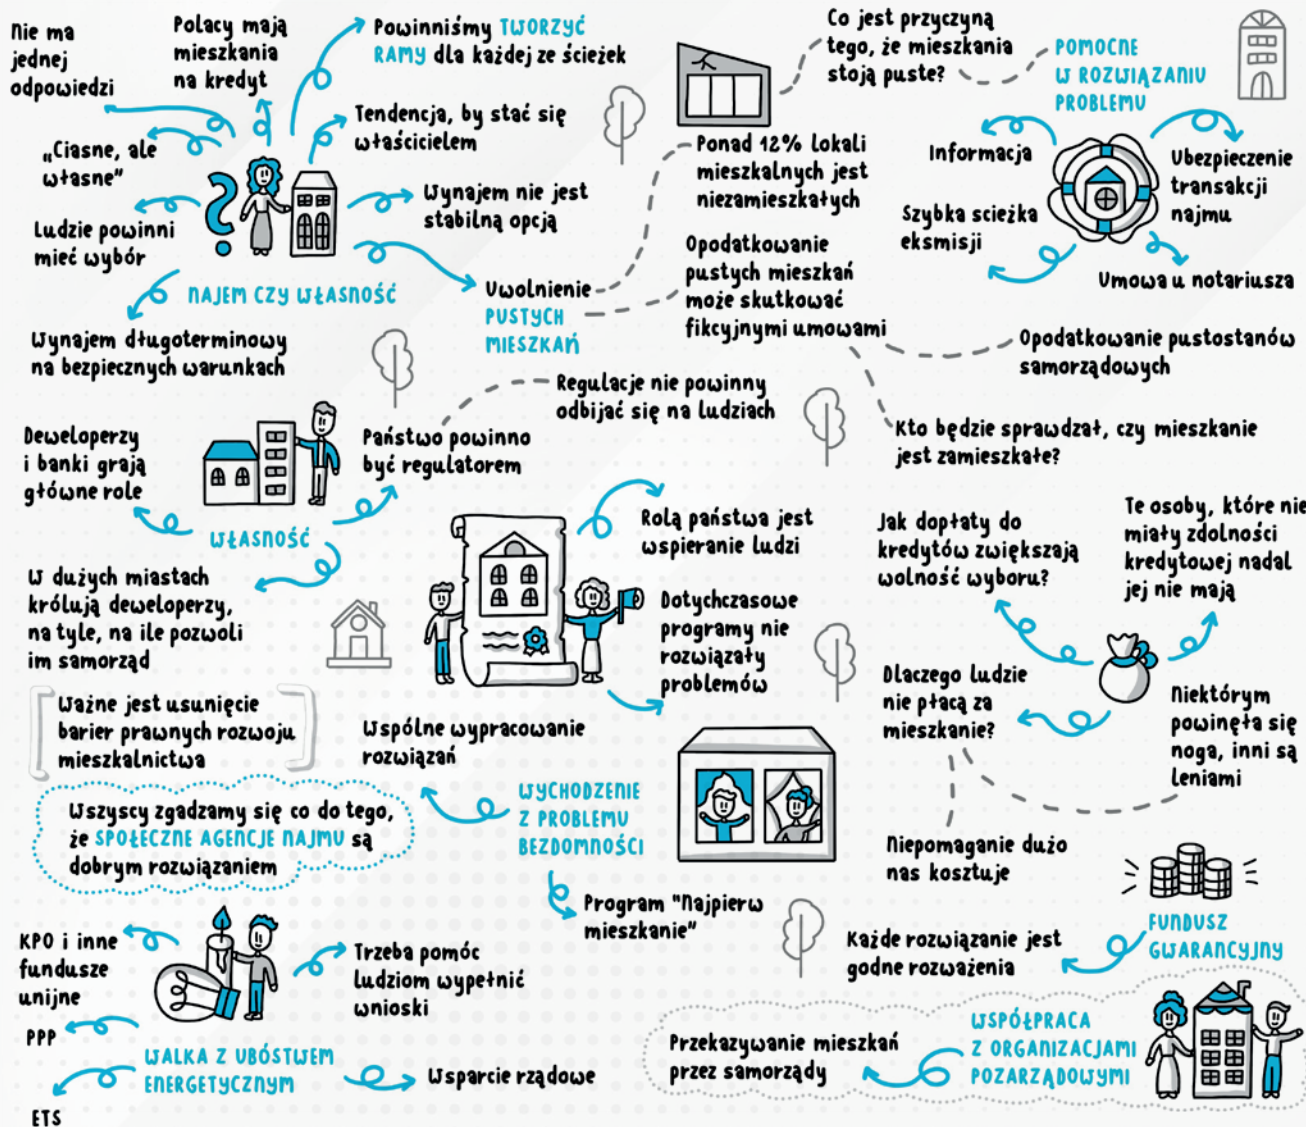 Nie ma
jednej
odpowiedzi
Polacy mają
mieszkania
na kredyt
Powinniśmy TWORZYĆ
RAMY dla każdej ze ścieżek
„Ciasne, ale
własne”
Tendencja, by stać się
właścicielem
Ludzie powinni
mieć wybór
Wynajem nie jest
stabilną opcją
NAJEM CZY WŁASNOŚĆ
Wynajem długoterminowy
na bezpiecznych warunkach
Uwolnienie
PUSTYCH
MIESZKAŃ
Co jest przyczyną
tego, że mieszkania
stoją puste?
Ponad 12% lokali
mieszkalnych jest
niezamieszkałych
Opodatkowanie
pustych mieszkań
może skutkować
fikcyjnymi umowami
POMOCNE
W ROZWIĄZANIU
PROBLEMU
Informacja
Ubezpieczenie
transakcji
najmu
Szybka scieżka
eksmisji
Umowa u notariusza
Opodatkowanie pustostanów
samorządowych
Kto będzie sprawdzał, czy mieszkanie
jest zamieszkałe?
Regulacje nie powinny
odbijać się na ludziach
Deweloperzy
i banki grają
główne role
Państwo powinno
być regulatorem
WŁASNOŚĆ
W dużych miastach
królują deweloperzy,
na tyle, na ile pozwoli
im samorząd
Ważne jest usunięcie
barier prawnych rozwoju
mieszkalnictwa
Rolą państwa jest
wspieranie ludzi
Dotychczasowe
programy nie
rozwiązały
problemów
Jak dopłaty do
kredytów zwiększają
wolność wyboru?
Te osoby, które nie
miały zdolności
kredytowej nadal
jej nie mają
Dlaczego ludzie
nie płacą za
mieszkanie?
Niektórym
powinęła się
noga, inni są
leniami
Niepomaganie dużo
nas kosztuje
Wspólne wypracowanie
rozwiązań
WYCHODZENIE
Z PROBLEMU
BEZDOMNOŚCI
Program "Najpierw
mieszkanie"
Wszyscy zgadzamy się co do tego,
że SPOŁECZNE AGENCJE NAJMU są
dobrym rozwiązaniem
KPO i inne
fundusze
unijne
PPP
Trzeba pomóc
ludziom wypełnić
wnioski
WALKA Z UBÓSTWEM
ENERGETYCZNYM
Wsparcie rządowe
ETS
FUNDUSZ
GWARANCYJNY
Każde rozwiązanie jest
godne rozważenia
WSPÓŁPRACA
Z ORGANIZACJAMI
POZARZĄDOWYMI
Przekazywanie mieszkań
przez samorządy